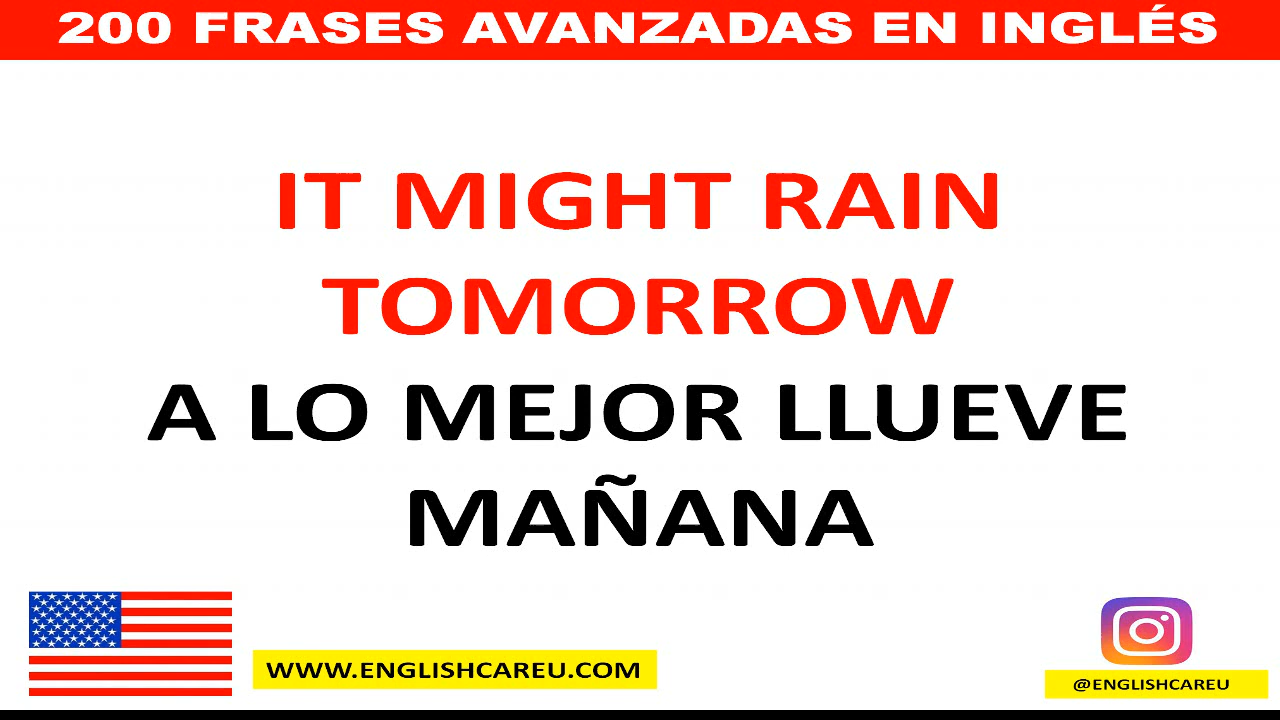 200 FRASES AVANZADAS EN INGLÉS
IT MIGHT RAIN
TOMORROW
A LO MEJOR LLUEVE
MAÑANA
WWW.ENGLISHCAREU.COM
@ENGLISHCAREU